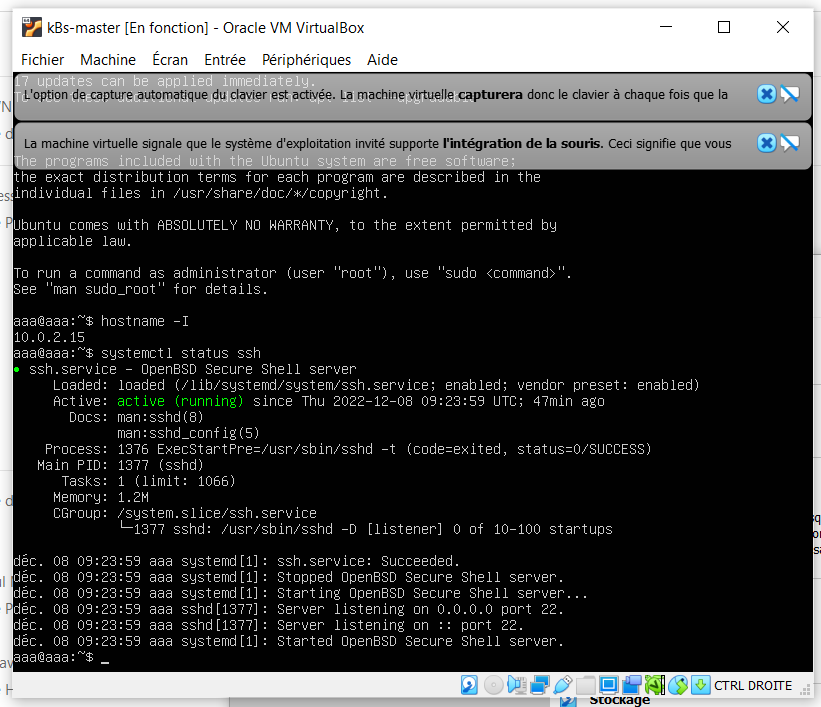 kBs-master [En fonction] - Oracle VM VirtualBox
Fichier Machine Écran Entrée Périphériques Aide
17 updates can be applied immediately.
L'option de capture automatique du clavier est activée. La machine virtuelle capturera donc le clavier à chaque fois que la
La machine virtuelle signale que le système d'exploitation invité supporte l'intégration de la souris. Ceci signifie que vous
The programs included with the Ubuntu system are free software;
the exact distribution terms for each program are described in the
individual files in /usr/share/doc/*/copyright.
Ubuntu comes with ABSOLUTELY NO WARRANTY, to the extent permitted by
applicable law.
To run a command as administrator (user "root"), use "sudo <command>".
See "man sudo_root" for details.
aaa@aaa:~$ hostname -I
10.0.2.15
aaa@aaa:~$ systemctl status ssh
● ssh.service - OpenBSD Secure Shell server
Loaded: loaded (/lib/systemd/system/ssh.service; enabled; vendor preset: enabled)
Active: active (running) since Thu 2022-12-08 09:23:59 UTC; 47min ago
Docs: man:sshd(8)
man:sshd_config(5)
Process: 1376 ExecStartPre=/usr/sbin/sshd -t (code=exited, status=0/SUCCESS)
Main PID: 1377 (sshd)
Tasks: 1 (limit: 1066)
Memory: 1.2M
CGroup: /system.slice/ssh.service
└─1377 sshd: /usr/sbin/sshd -D [listener] 0 of 10-100 startups
déc. 08 09:23:59 aaa systemd[1]: ssh.service: Succeeded.
déc. 08 09:23:59 aaa systemd[1]: Stopped OpenBSD Secure Shell server.
déc. 08 09:23:59 aaa systemd[1]: Starting OpenBSD Secure Shell server...
déc. 08 09:23:59 aaa sshd[1377]: Server listening on 0.0.0.0 port 22.
déc. 08 09:23:59 aaa sshd[1377]: Server listening on :: port 22.
déc. 08 09:23:59 aaa systemd[1]: Started OpenBSD Secure Shell server.
aaa@aaa:~$ _
CTRL DROITE
Stockage